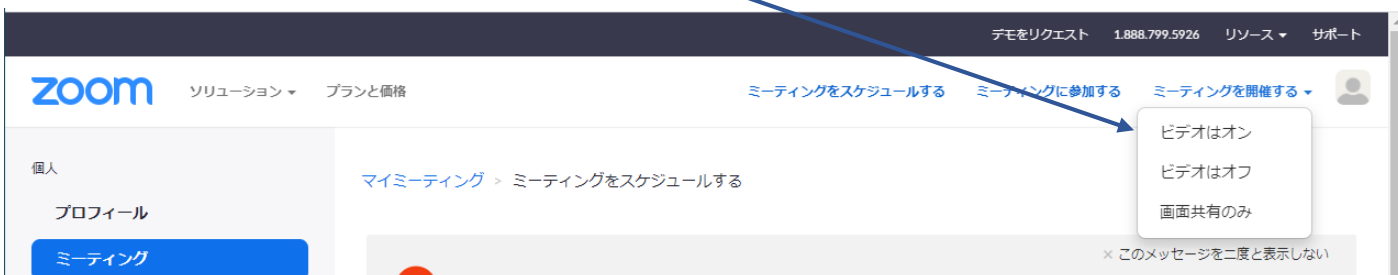 デモをリクエスト 1.888.799.5926 リソース サポート
zoom ソリューション プランと価格 ミーティングをスケジュールする ミーティングに参加する ミーティングを開催する
ビデオはオン
ビデオはオフ
画面共有のみ
個人
マイミーティング > ミーティングをスケジュールする
プロフィール
ミーティング
× このメッセージを二度と表示しない